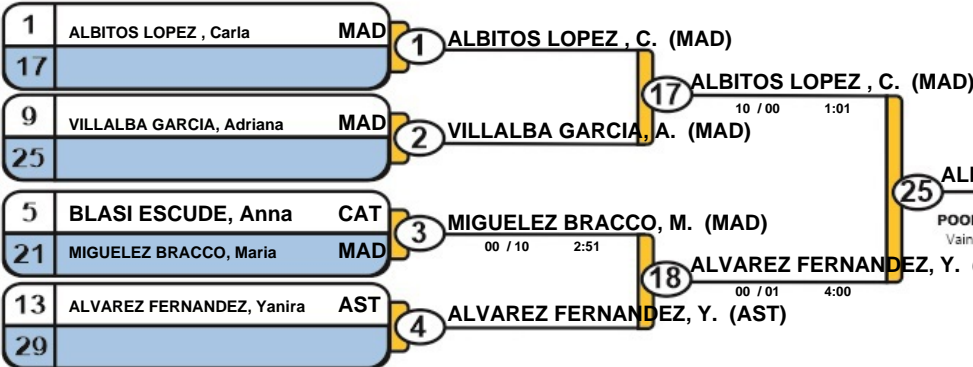 1 ALBITOS LOPEZ , Carla MAD
17
1 ALBITOS LOPEZ , C. (MAD)
17 ALBITOS LOPEZ , C. (MAD)
10 / 00 1:01
9 VILLALBA GARCIA, Adriana MAD
25
2 VILLALBA GARCIA, A. (MAD)
25
5 BLASI ESCUDE, Anna CAT
21 MIGUELEZ BRACCO, Maria MAD
3 MIGUELEZ BRACCO, M. (MAD)
00 / 10 2:51
18 ALVAREZ FERNANDEZ, Y.
00 / 01 4:00
13 ALVAREZ FERNANDEZ, Yanira AST
29
4 ALVAREZ FERNANDEZ, Y. (AST)